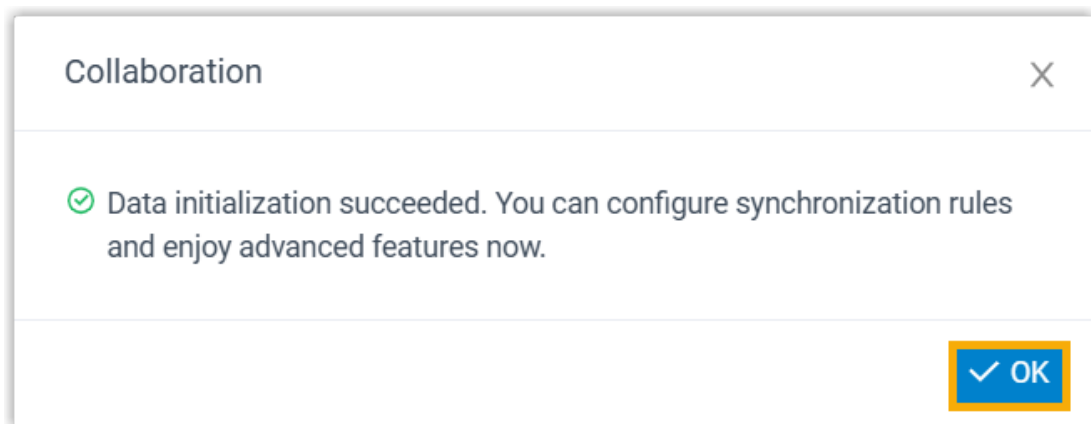 Collaboration
Data initialization succeeded. You can configure synchronization rules
and enjoy advanced features now.
OK